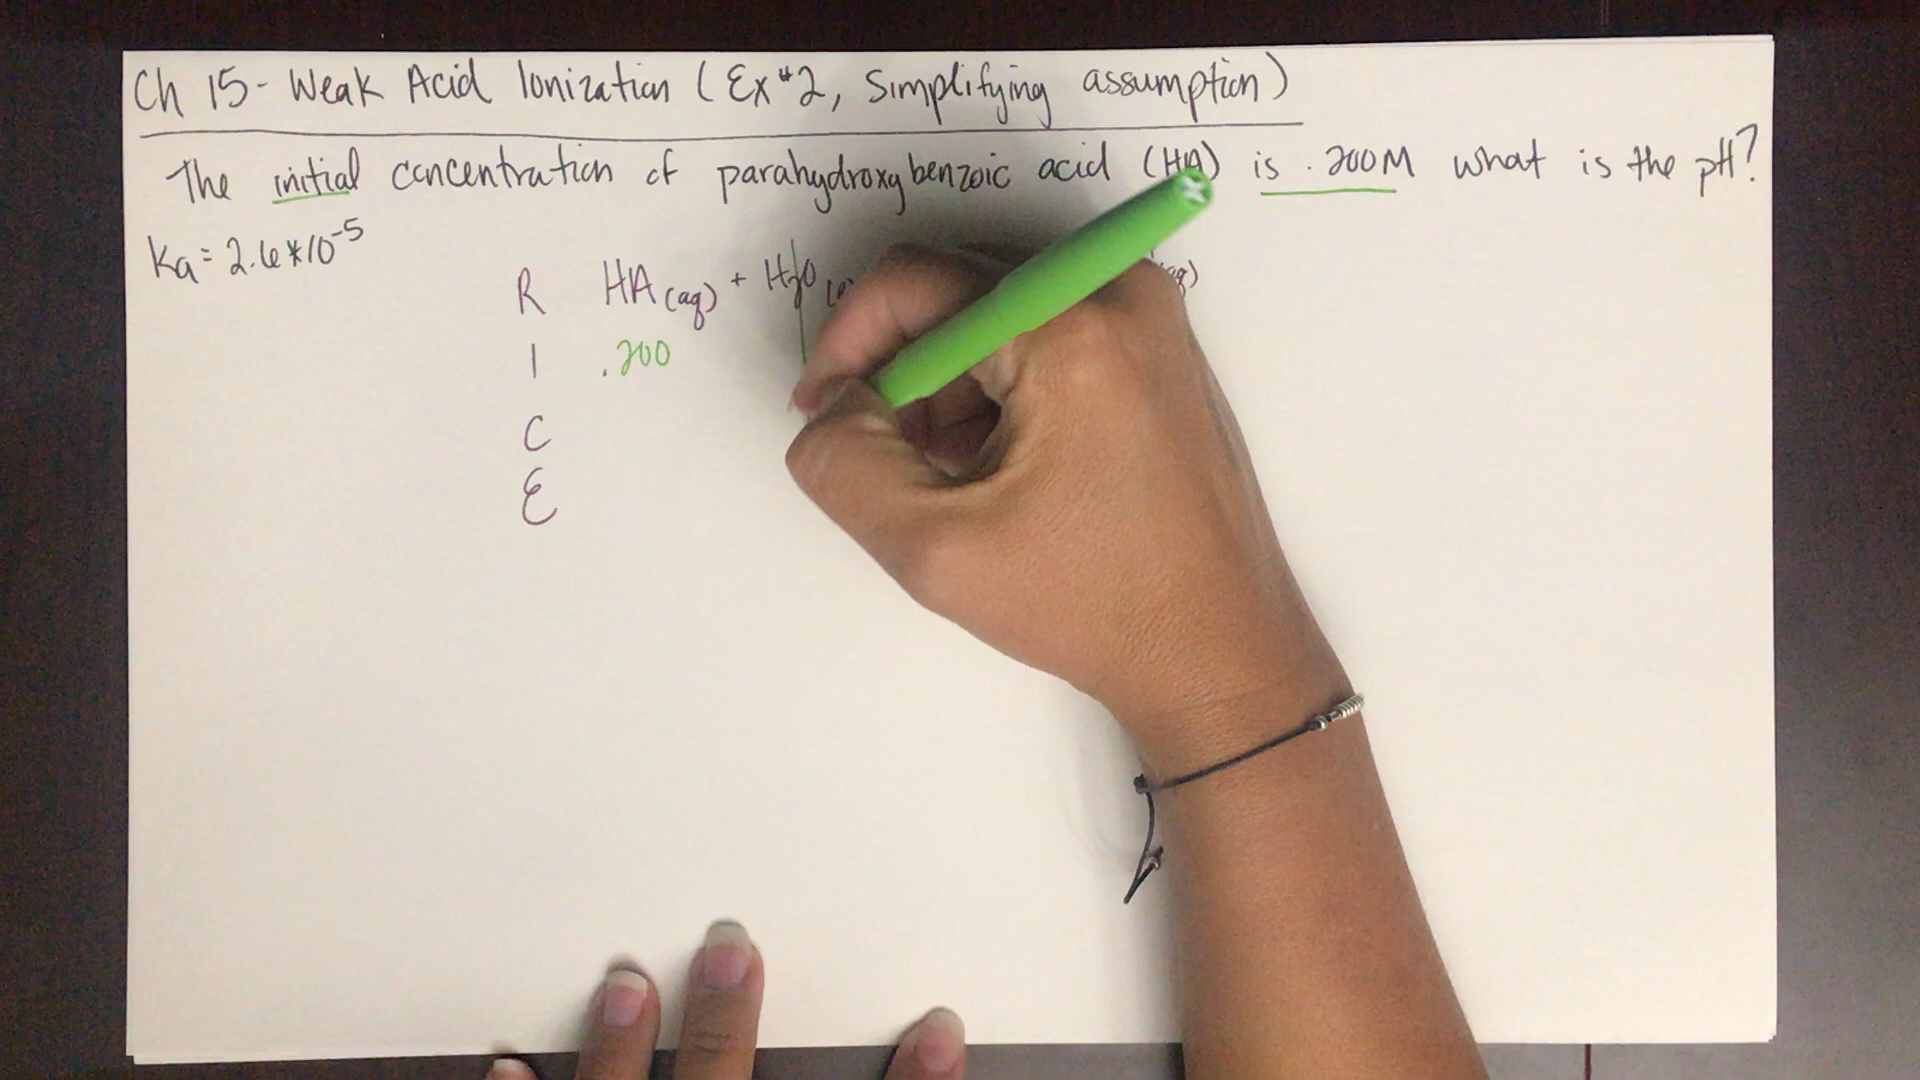 Ch 15- Weak Acid Ionization (Ex #2, Simplifying assumption)
The initial concentration of parahydroxybenzoic acid (HA) is .200M what is the pH?
Ka = 2.6*10-5
R HA(aq) + H2O
I .200
C
E